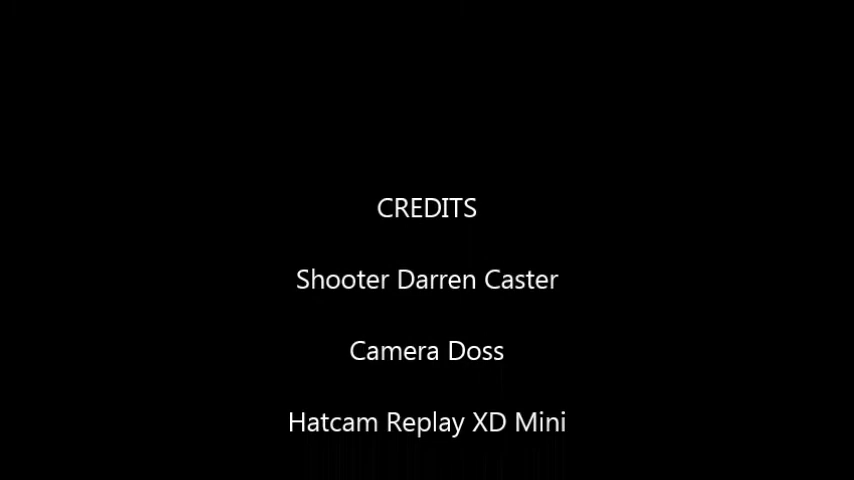 CREDITS
Shooter Darren Caster
Camera Doss
Hatcam Replay XD Mini